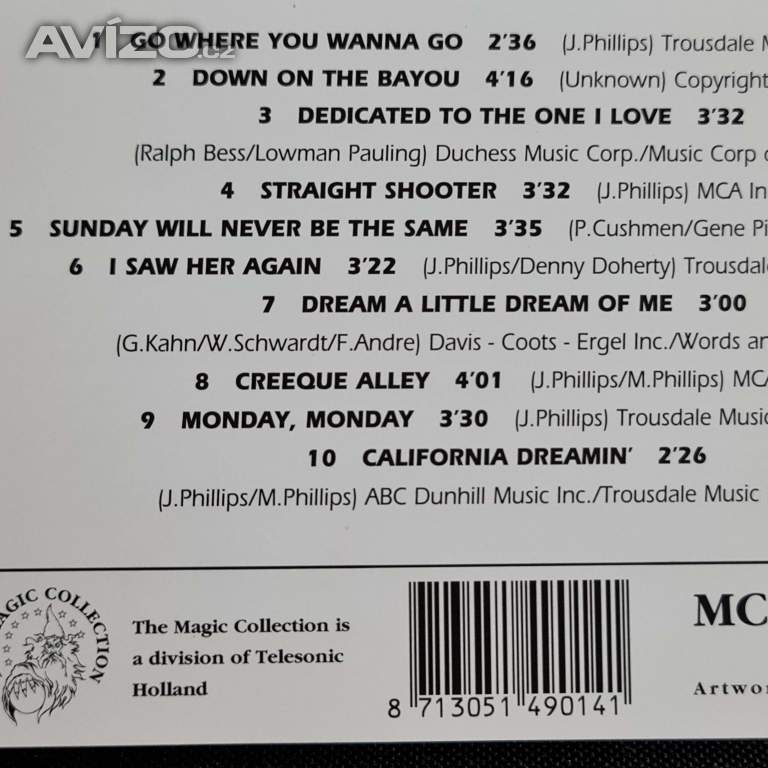 AVÍZO.CZ
1 GO WHERE YOU WANNA GO 2'36 (J.Phillips) Trousdale
2 DOWN ON THE BAYOU 4'16 (Unknown) Copyright
3 DEDICATED TO THE ONE I LOVE 3'32
(Ralph Bess/Lowman Pauling) Duchess Music Corp./Music Corp
4 STRAIGHT SHOOTER 3'32 (J.Phillips) MCA
5 SUNDAY WILL NEVER BE THE SAME 3'35 (P.Cushmen/Gene
6 I SAW HER AGAIN 3'22 (J.Phillips/Denny Doherty)
7 DREAM A LITTLE DREAM OF ME 3'00
(G.Kahn/W.Schwardt/F.Andre) Davis - Coots - Ergel Inc./Words
8 CREEQUE ALLEY 4'01 (J.Phillips/M.Phillips)
9 MONDAY, MONDAY 3'30 (J.Phillips) Trousdale
10 CALIFORNIA DREAMIN' 2'26
(J.Phillips/M.Phillips) ABC Dunhill Music Inc./Trousdale Music
COLLECTION
The Magic Collection is
a division of Telesonic
Holland
8 713051 490141